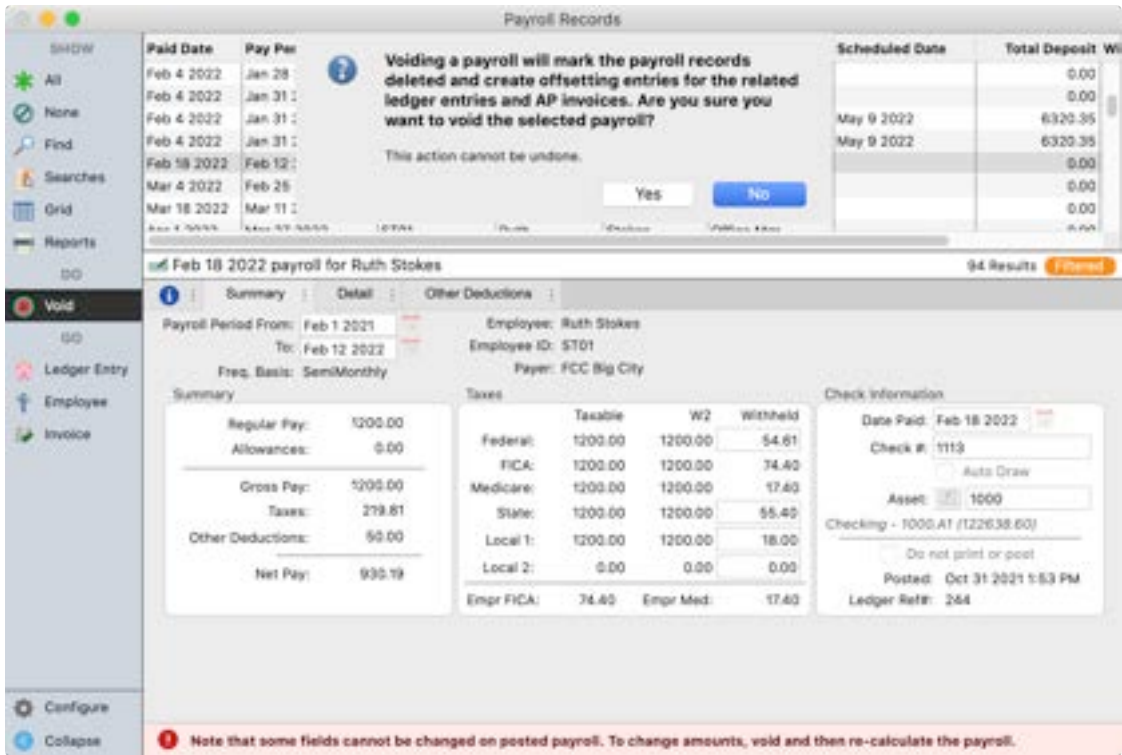 Payroll Records
SHOW
All
None
Find
Searches
Grid
Reports
DO
Void
GO
Ledger Entry
Employee
Invoice
Configure
Collapse
Paid Date Pay Per Scheduled Date Total Deposit Wi
Feb 4 2022 Jan 28 0.00
Feb 4 2022 Jan 31 0.00
Feb 4 2022 Jan 31 May 9 2022 6320.35
Feb 4 2022 Jan 31 May 9 2022 6320.35
Feb 18 2022 Feb 12 0.00
Mar 4 2022 Feb 25 0.00
Mar 18 2022 Mar 11 0.00
Voiding a payroll will mark the payroll records
deleted and create offsetting entries for the related
ledger entries and AP invoices. Are you sure you
want to void the selected payroll?
This action cannot be undone.
Yes No
Feb 18 2022 payroll for Ruth Stokes 94 Results Filtered
Summary Detail Other Deductions
Payroll Period From: Feb 1 2021
To: Feb 12 2022
Freq. Basis: SemiMonthly
Employee: Ruth Stokes
Employee ID: ST01
Payer: FCC Big City
Summary
Regular Pay: 1200.00
Allowances: 0.00
Gross Pay: 1200.00
Taxes: 219.81
Other Deductions: 50.00
Net Pay: 930.19
Taxes
Taxable W2 Withheld
Federal: 1200.00 1200.00 54.61
FICA: 1200.00 1200.00 74.40
Medicare: 1200.00 1200.00 17.40
State: 1200.00 1200.00 55.40
Local 1: 1200.00 1200.00 18.00
Local 2: 0.00 0.00 0.00
Empr FICA: 74.40 Empr Med: 17.40
Check Information
Date Paid: Feb 18 2022
Check #: 1113
Auto Draw
Asset: 1000
Checking - 1000.A1 (122638.60)
Do not print or post
Posted: Oct 31 2021 1:53 PM
Ledger Ref#: 244
Note that some fields cannot be changed on posted payroll. To change amounts, void and then re-calculate the payroll.